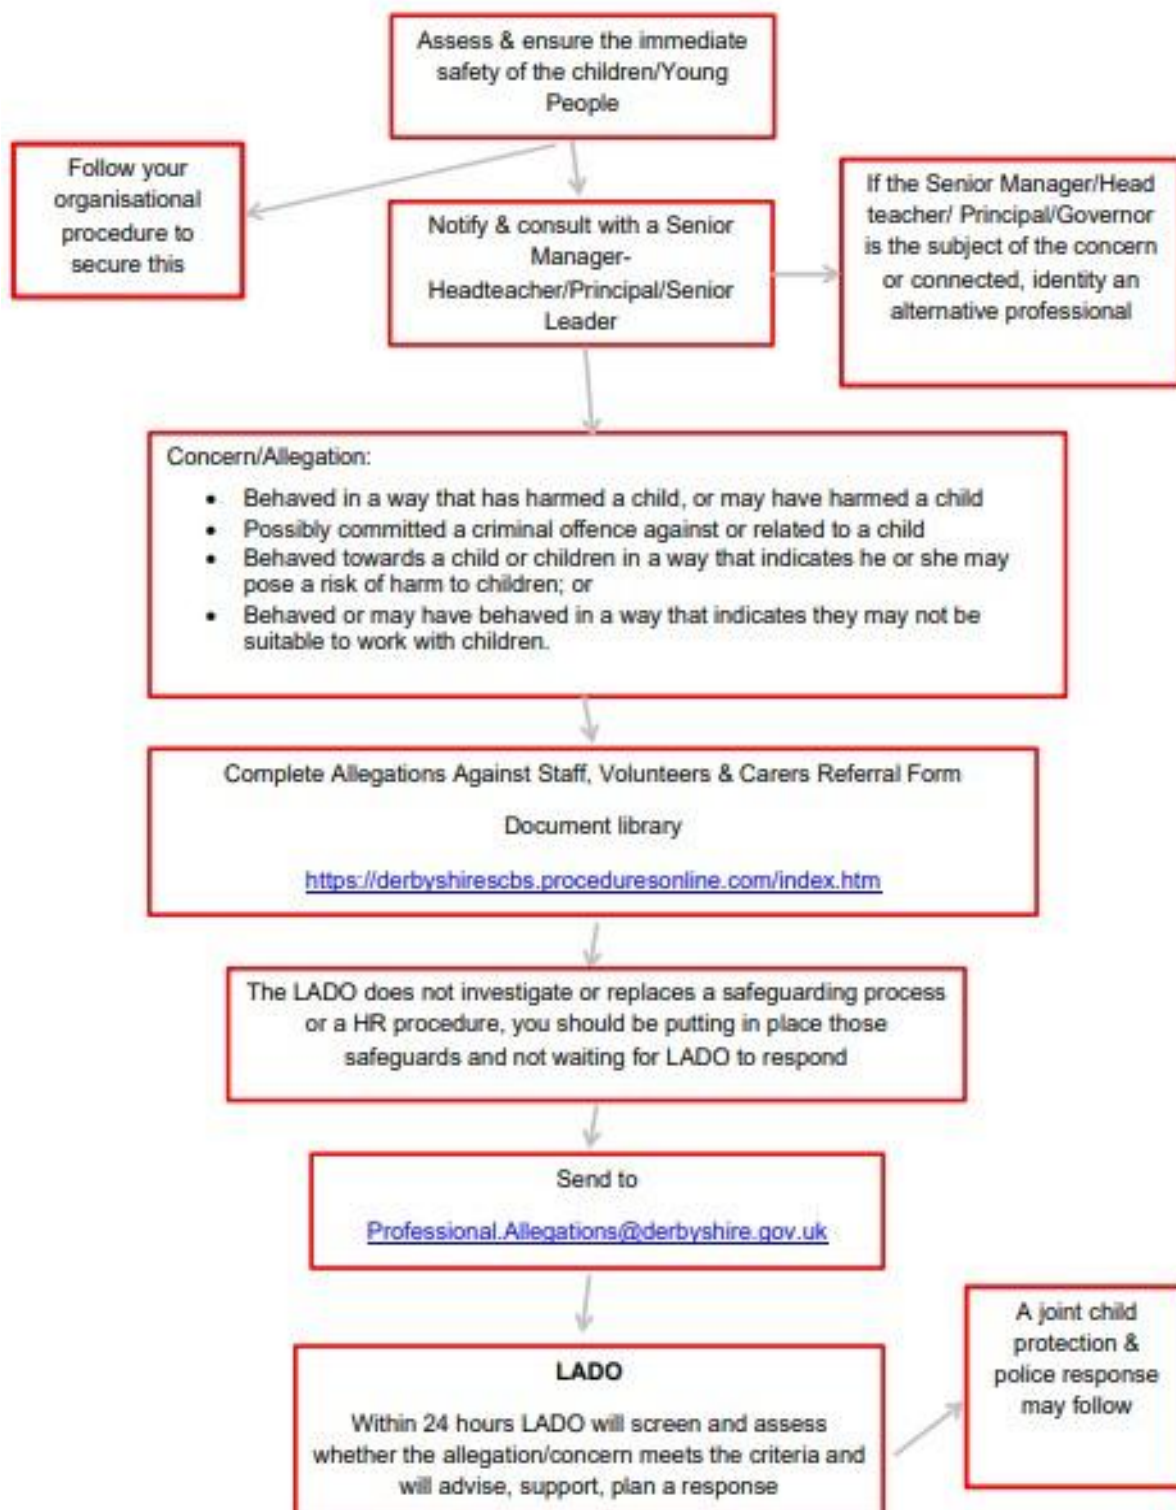 Assess & ensure the immediate
safety of the children/Young
People
Follow your
organisational
procedure to
secure this
Notify & consult with a Senior
Manager-
Headteacher/Principal/Senior
Leader
If the Senior Manager/Head
teacher/ Principal/Governor
is the subject of the concern
or connected, identity an
alternative professional
Concern/Allegation:
• Behaved in a way that has harmed a child, or may have harmed a child
• Possibly committed a criminal offence against or related to a child
• Behaved towards a child or children in a way that indicates he or she may
pose a risk of harm to children; or
• Behaved or may have behaved in a way that indicates they may not be
suitable to work with children.
Complete Allegations Against Staff, Volunteers & Carers Referral Form
Document library
https://derbyshirescbs.proceduresonline.com/index.htm
The LADO does not investigate or replaces a safeguarding process
or a HR procedure, you should be putting in place those
safeguards and not waiting for LADO to respond
Send to
Professional.Allegations@derbyshire.gov.uk
LADO
Within 24 hours LADO will screen and assess
whether the allegation/concern meets the criteria and
will advise, support, plan a response
A joint child
protection &
police response
may follow